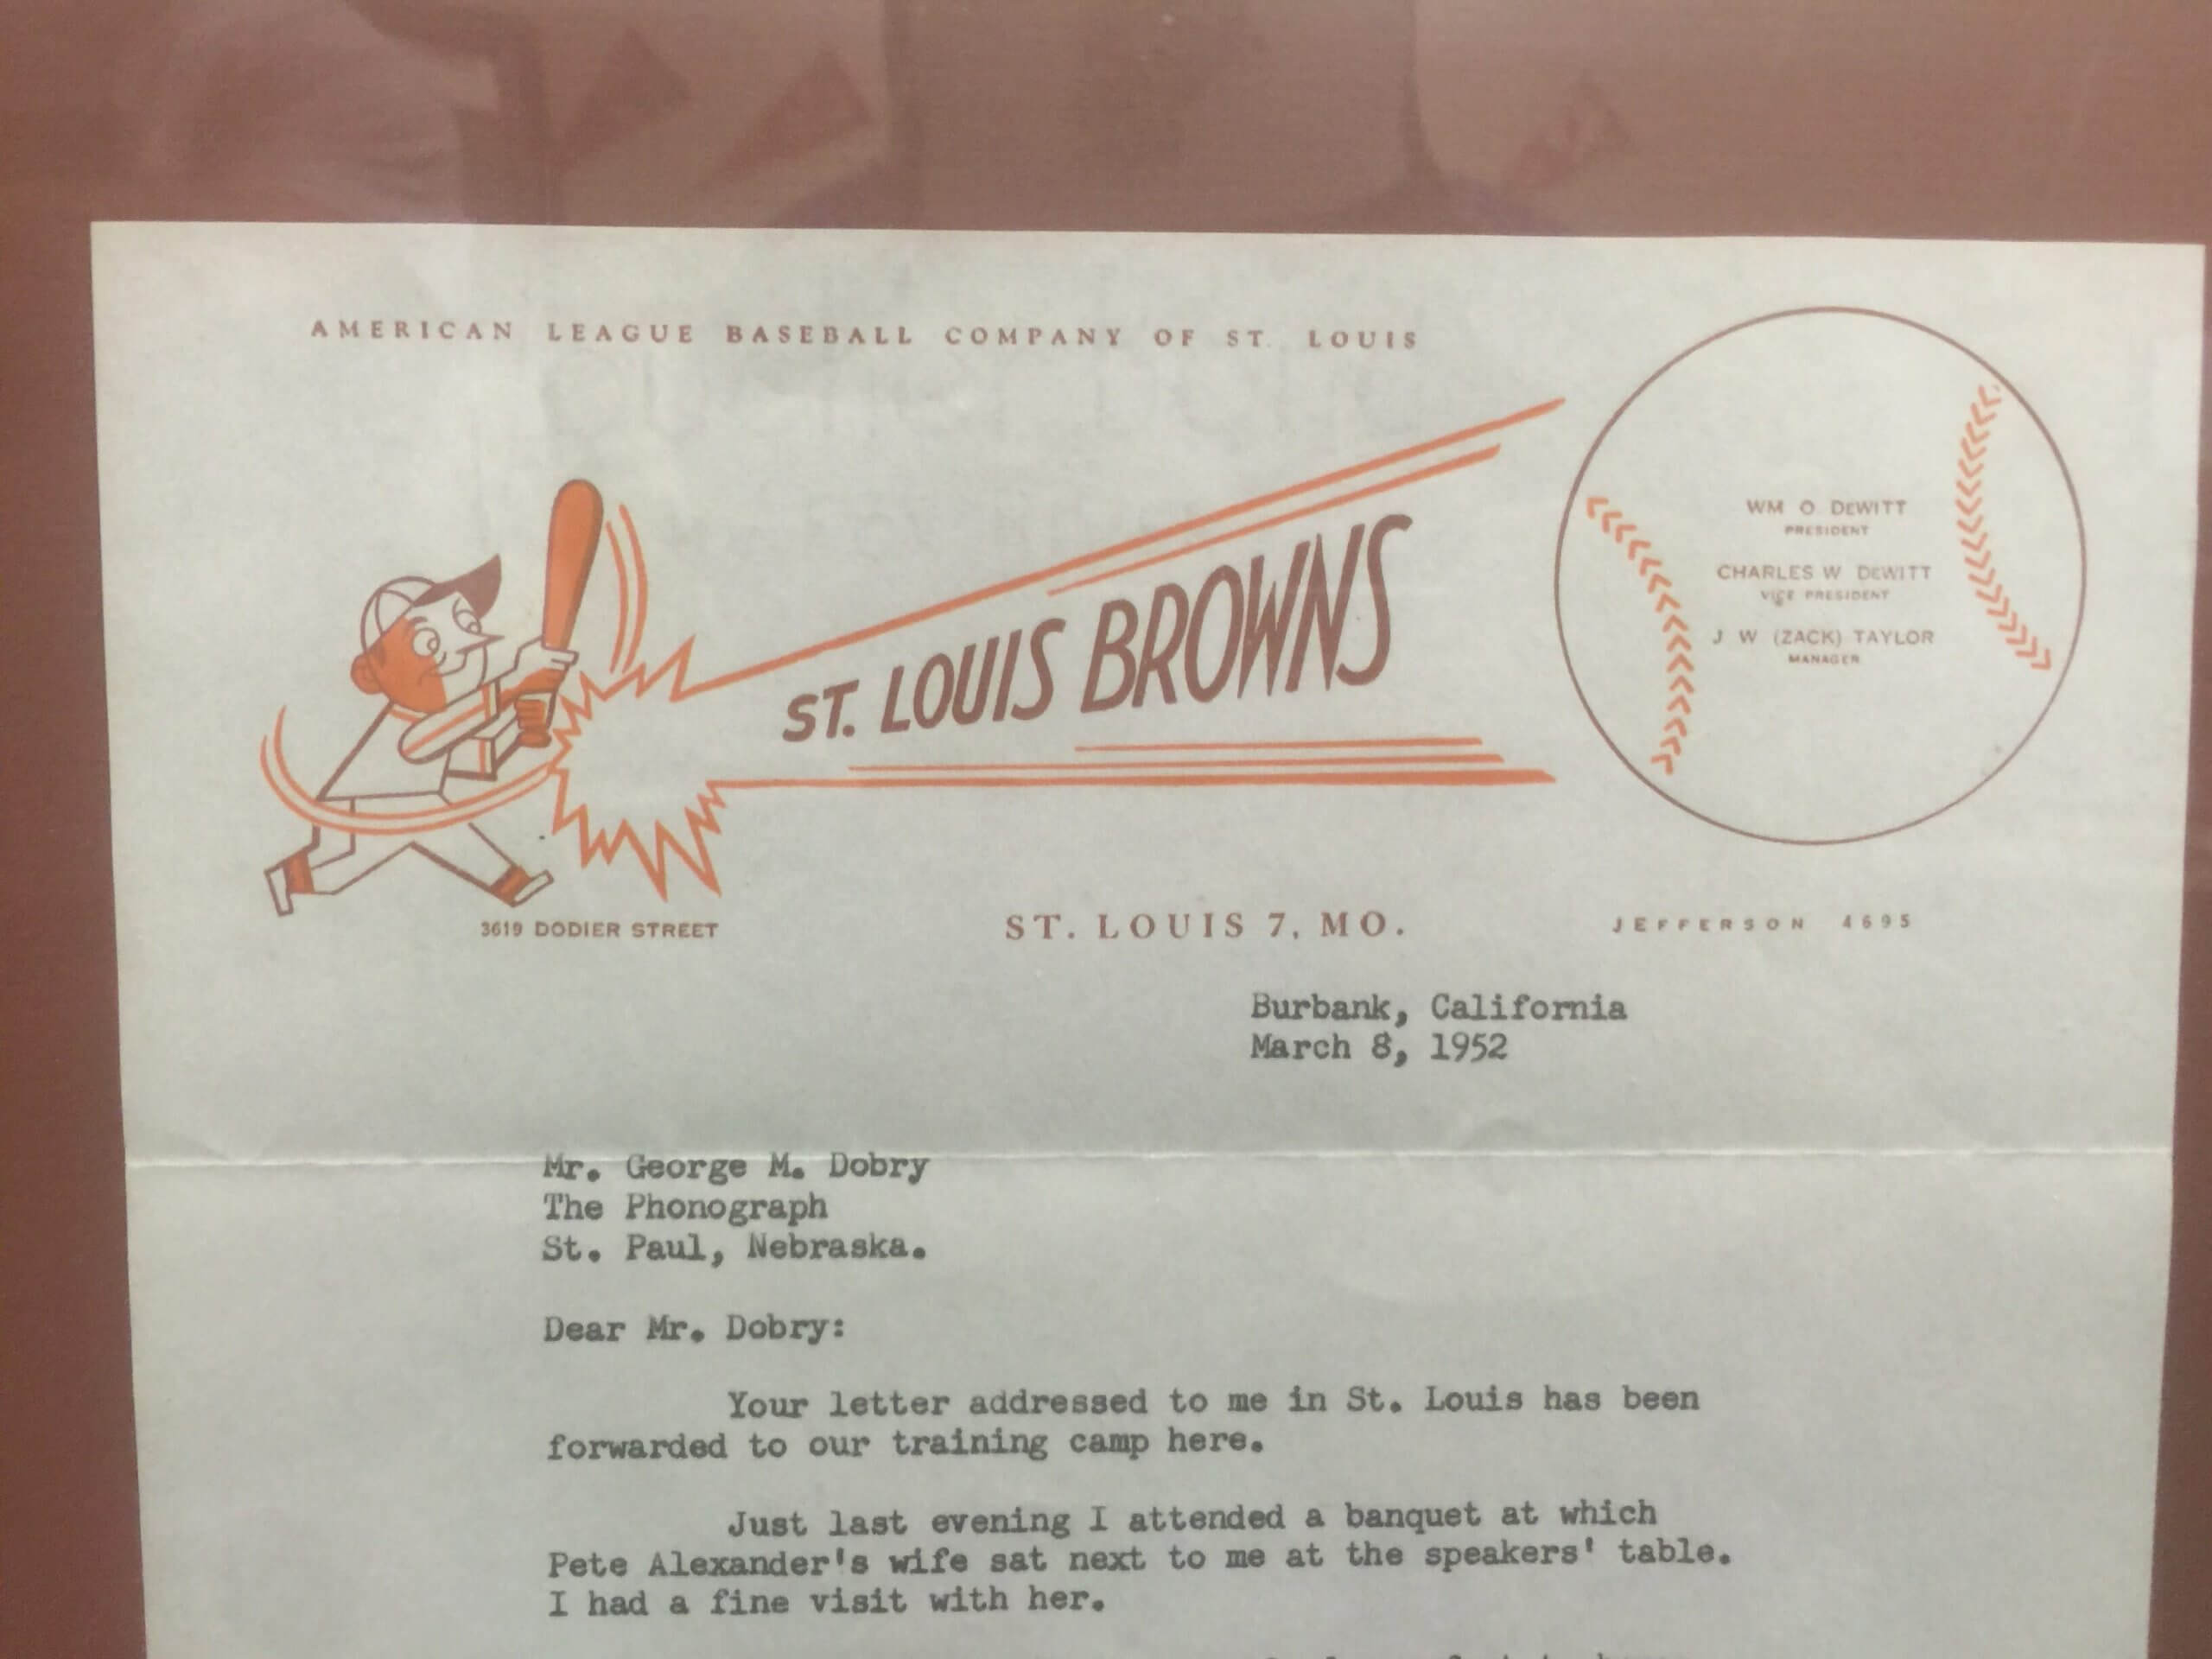 AMERICAN LEAGUE BASEBALL COMPANY OF ST. LOUIS
WM O DEWITT
PRESIDENT
CHARLES W DEWITT
VICE PRESIDENT
J W (ZACK) TAYLOR
MANAGER
ST. LOUIS BROWNS
3619 DODIER STREET
ST. LOUIS 7, MO.
JEFFERSON 4695
Burbank, California
March 8, 1952
Mr. George M. Dobry
The Phonograph
St. Paul, Nebraska.
Dear Mr. Dobry:
Your letter addressed to me in St. Louis has been
forwarded to our training camp here.
Just last evening I attended a banquet at which
Pete Alexander's wife sat next to me at the speakers' table.
I had a fine visit with her.